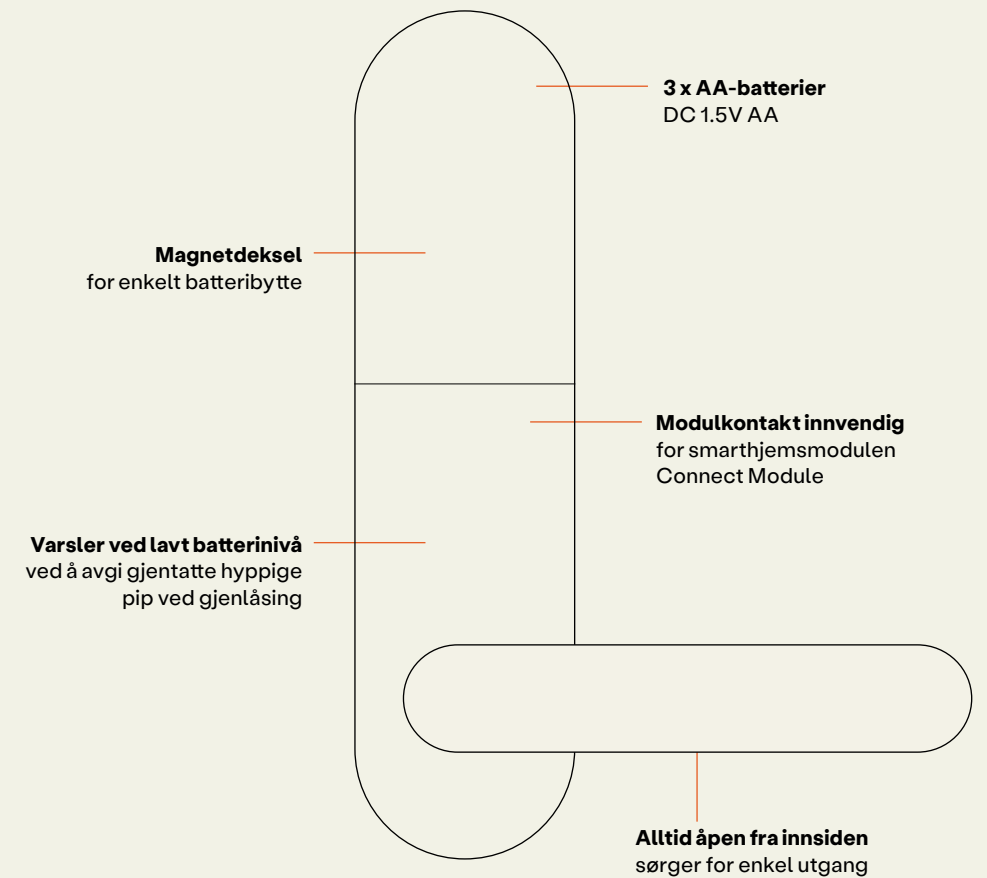 3 x AA-batterier
DC 1.5V AA
Magnetdeksel
for enkelt batteribytte
Modulkontakt innvendig
for smarthjemsmodulen
Connect Module
Varsler ved lavt batterinivå
ved å avgi gjentatte hyppige
pip ved gjenlåsing
Alltid åpen fra innsiden
sørger for enkel utgang